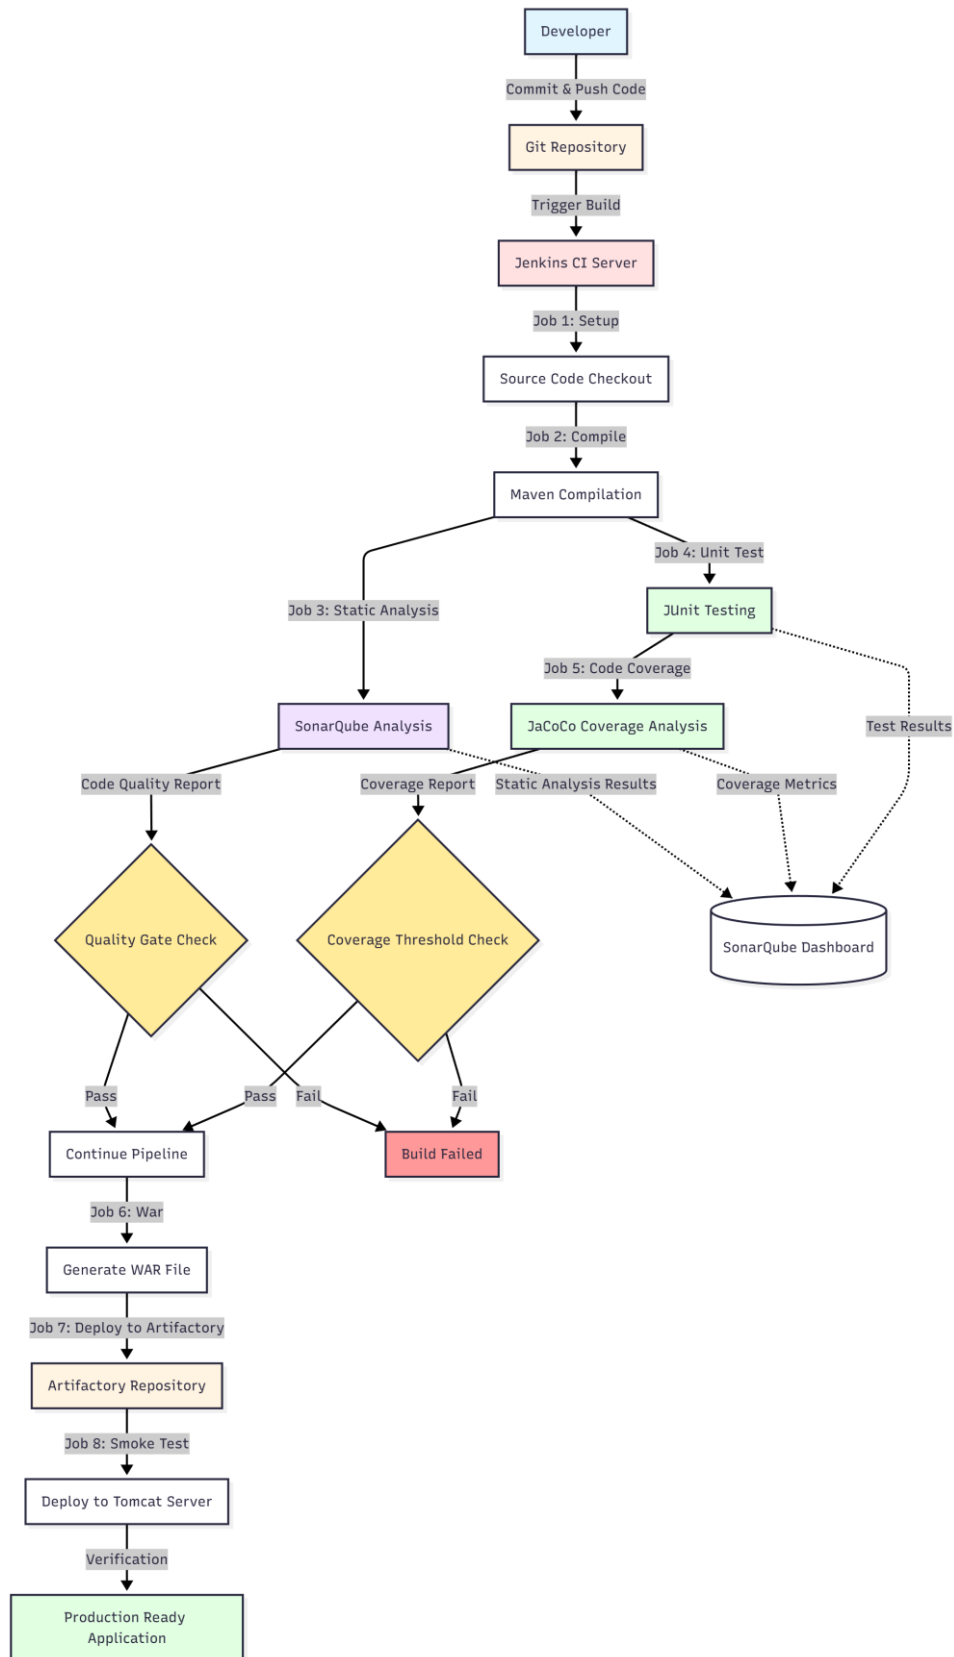 Developer
Commit & Push Code
Git Repository
Trigger Build
Jenkins CI Server
Job 1: Setup
Source Code Checkout
Job 2: Compile
Maven Compilation
Job 4: Unit Test
Job 3: Static Analysis
JUnit Testing
Job 5: Code Coverage
SonarQube Analysis
JaCoCo Coverage Analysis
Test Results
Code Quality Report
Coverage Report
Static Analysis Results
Coverage Metrics
Quality Gate Check
Coverage Threshold Check
SonarQube Dashboard
Pass
Pass
Fail
Fail
Continue Pipeline
Build Failed
Job 6: War
Generate WAR File
Job 7: Deploy to Artifactory
Artifactory Repository
Job 8: Smoke Test
Deploy to Tomcat Server
Verification
Production Ready
Application